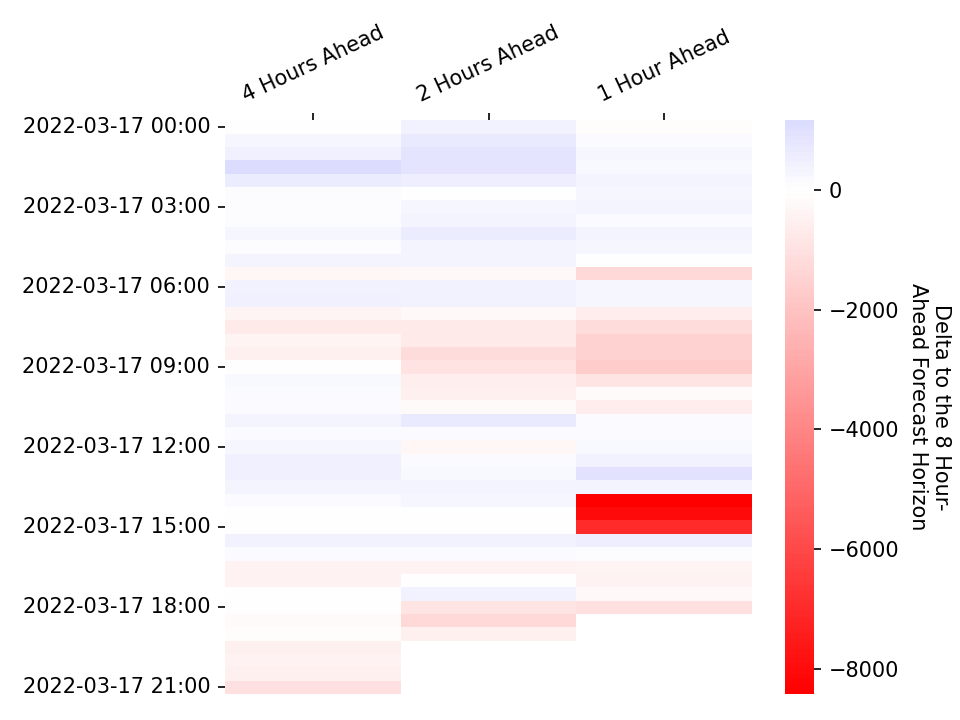 4 Hours Ahead
2 Hours Ahead
1 Hour Ahead
2022-03-17 00:00
2022-03-17 03:00
2022-03-17 06:00
2022-03-17 09:00
2022-03-17 12:00
2022-03-17 15:00
2022-03-17 18:00
2022-03-17 21:00
0
−2000
−4000
−6000
−8000
Delta to the 8 Hour-
Ahead Forecast Horizon